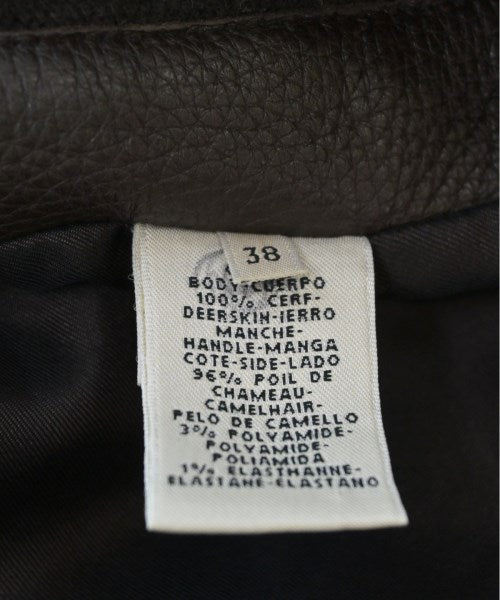 38
BODY-CUERPO
100% CERF-
DEERSKIN-IERRO
MANCHE-
HANDLE-MANGA
COTE-SIDE-LADO
96% POIL DE
CHAMEAU-
CAMELHAIR-
PELO DE CAMELLO
3% POLYAMIDE-
POLYAMIDE-
POLIAMIDA
1% ELASTHANNE-
ELASTANE-ELASTANO